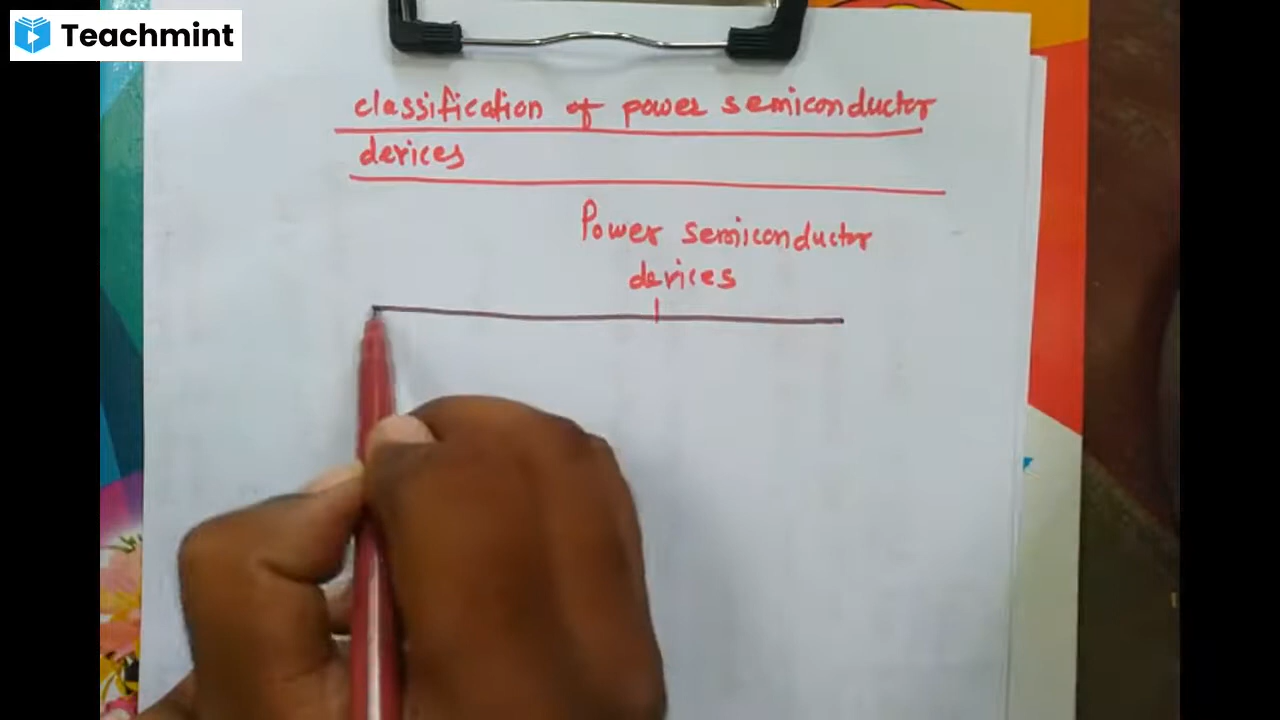 Teachmint
classification of power semiconductor
devices
Power semiconductor
devices